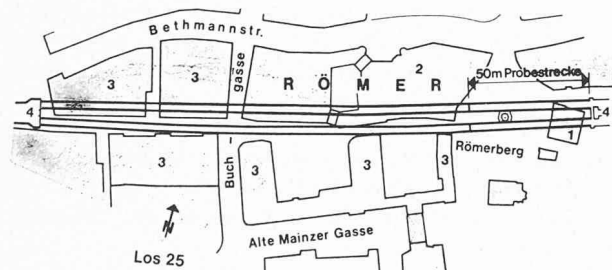 Bethmannstr.
gasse
3
3
RÖMER
2
50m Probestrecke
4
4
1
3
Buch-
3
3
3
Römerberg
N
Los 25
Alte Mainzer Gasse